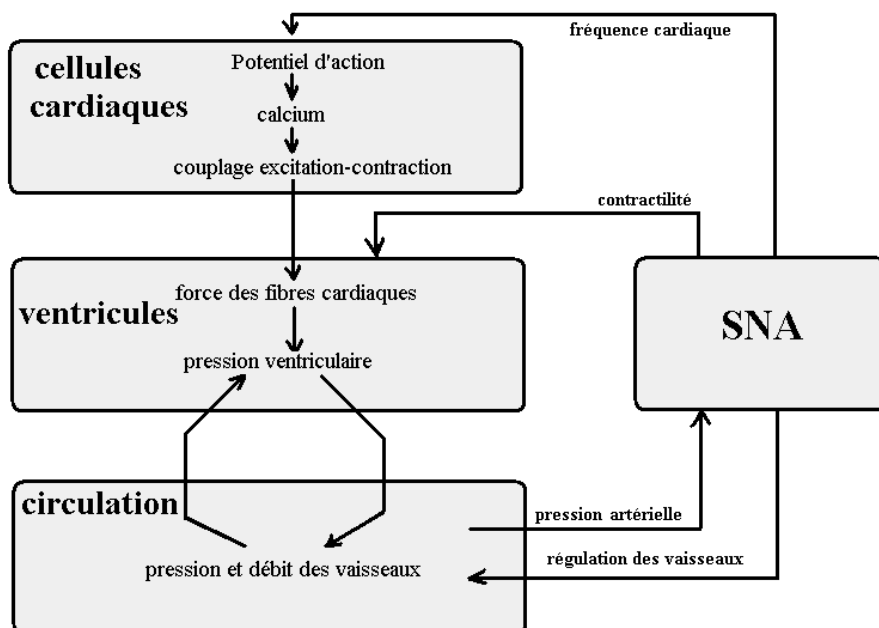 fréquence cardiaque
cellules
cardiaques
Potentiel d'action
calcium
couplage excitation-contraction
contractilité
ventricules
force des fibres cardiaques
pression ventriculaire
SNA
circulation
pression artérielle
pression et débit des vaisseaux
régulation des vaisseaux